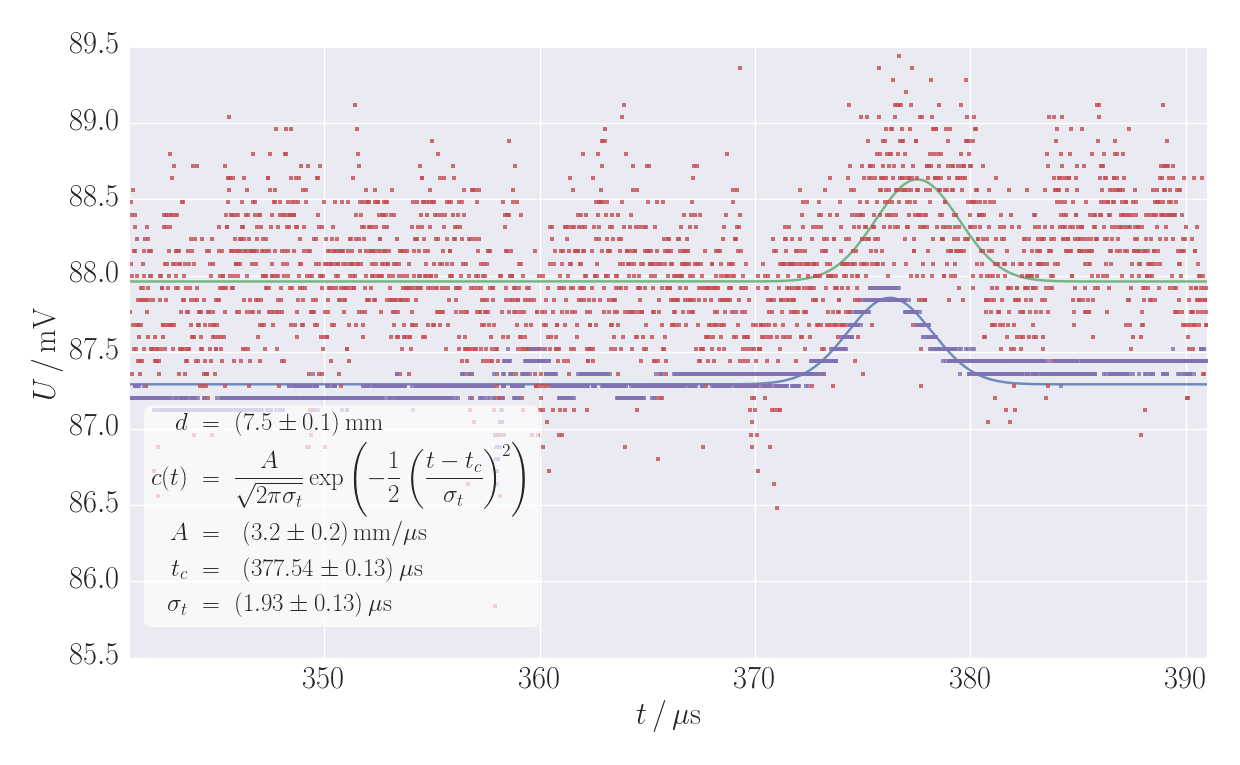 89.5
89.0
88.5
88.0
87.5
87.0
86.5
86.0
85.5
U / mV
d = (7.5 ± 0.1) mm
c(t) = A/√(2πσ_t) exp(−1/2 ((t − t_c)/σ_t)²)
A = (3.2 ± 0.2) mm/μs
t_c = (377.54 ± 0.13) μs
σ_t = (1.93 ± 0.13) μs
350 360 370 380 390
t / μs